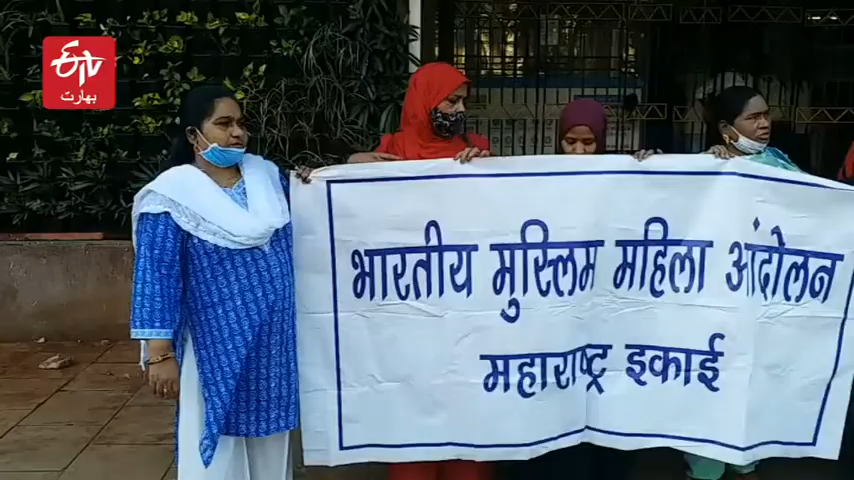 ETV
بھارت
भारतीय मुस्लिम महिला आंदोलन
महाराष्ट्र इकाई